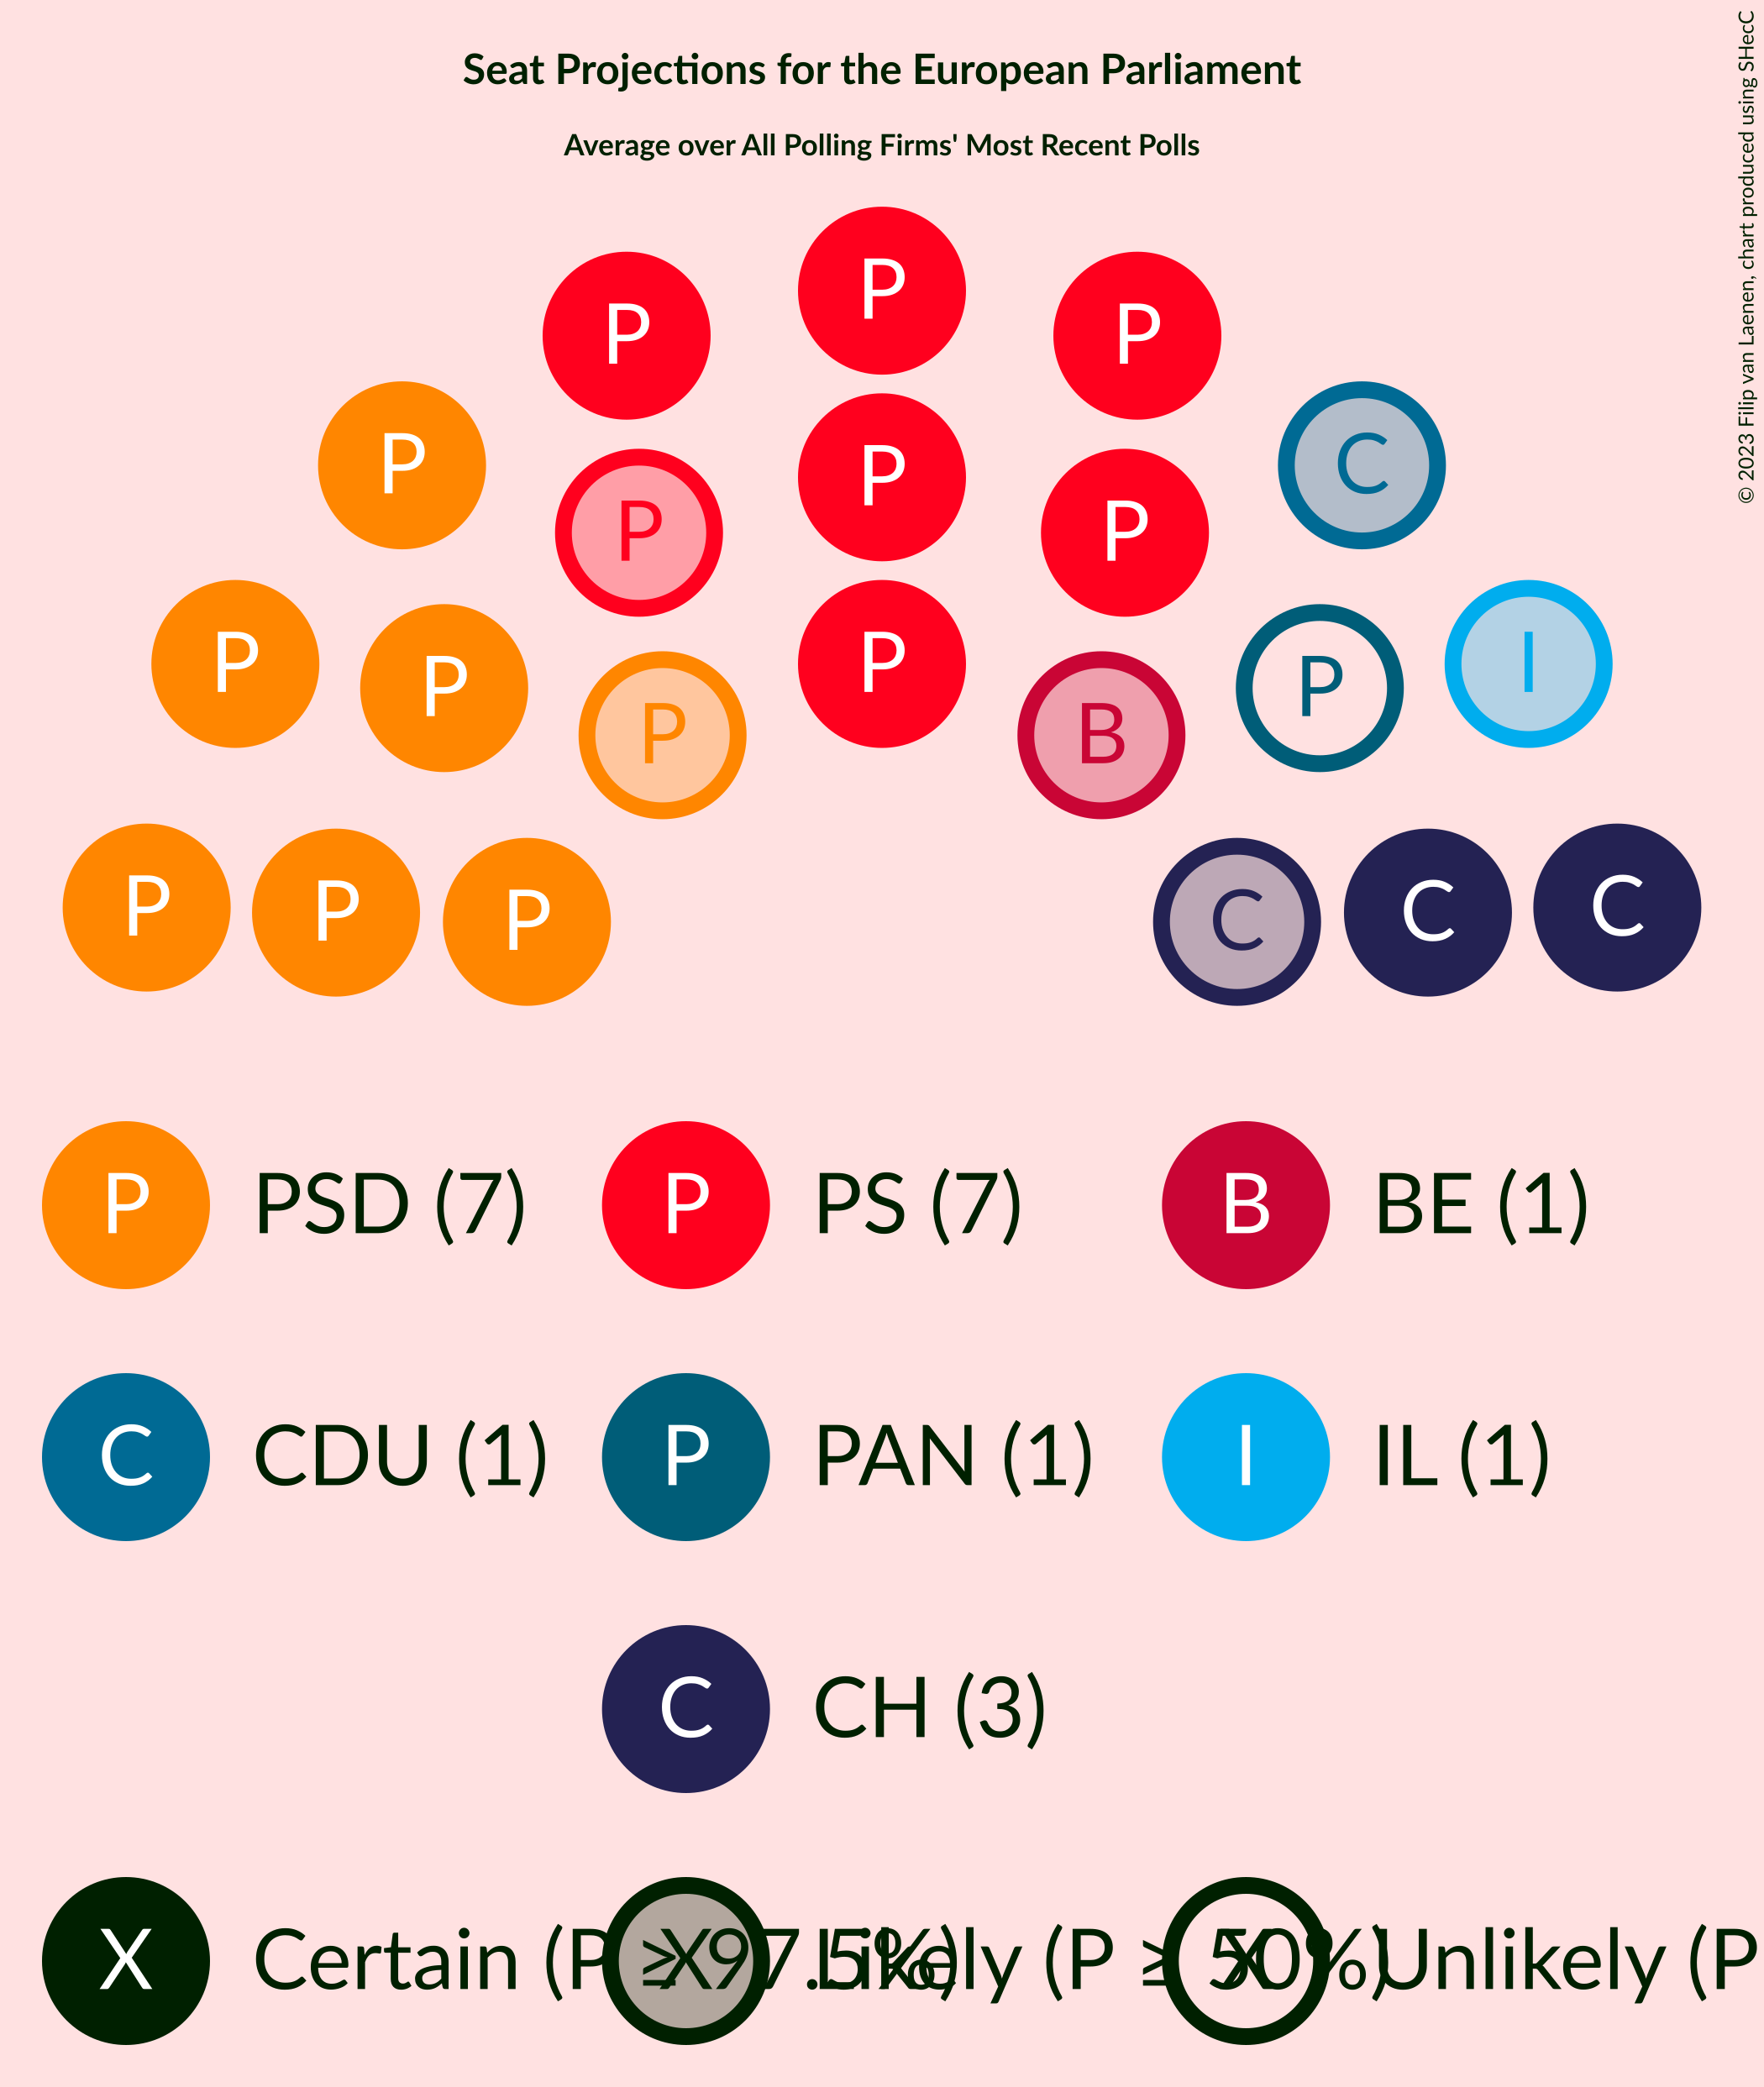 Seat Projections for the European Parliament
Average over All Polling Firms' Most Recent Polls
© 2023 Filip van Laenen, chart produced using SHecC
P
P P
P C
P
P P
P I
P
P P
P B
P P P C C C
P PSD (7) P PS (7) B BE (1)
C CDU (1) P PAN (1) I IL (1)
C CH (3)
X Certain (P ≥ 97.5%) X Likely (P ≥ 50%) X Unlikely (P